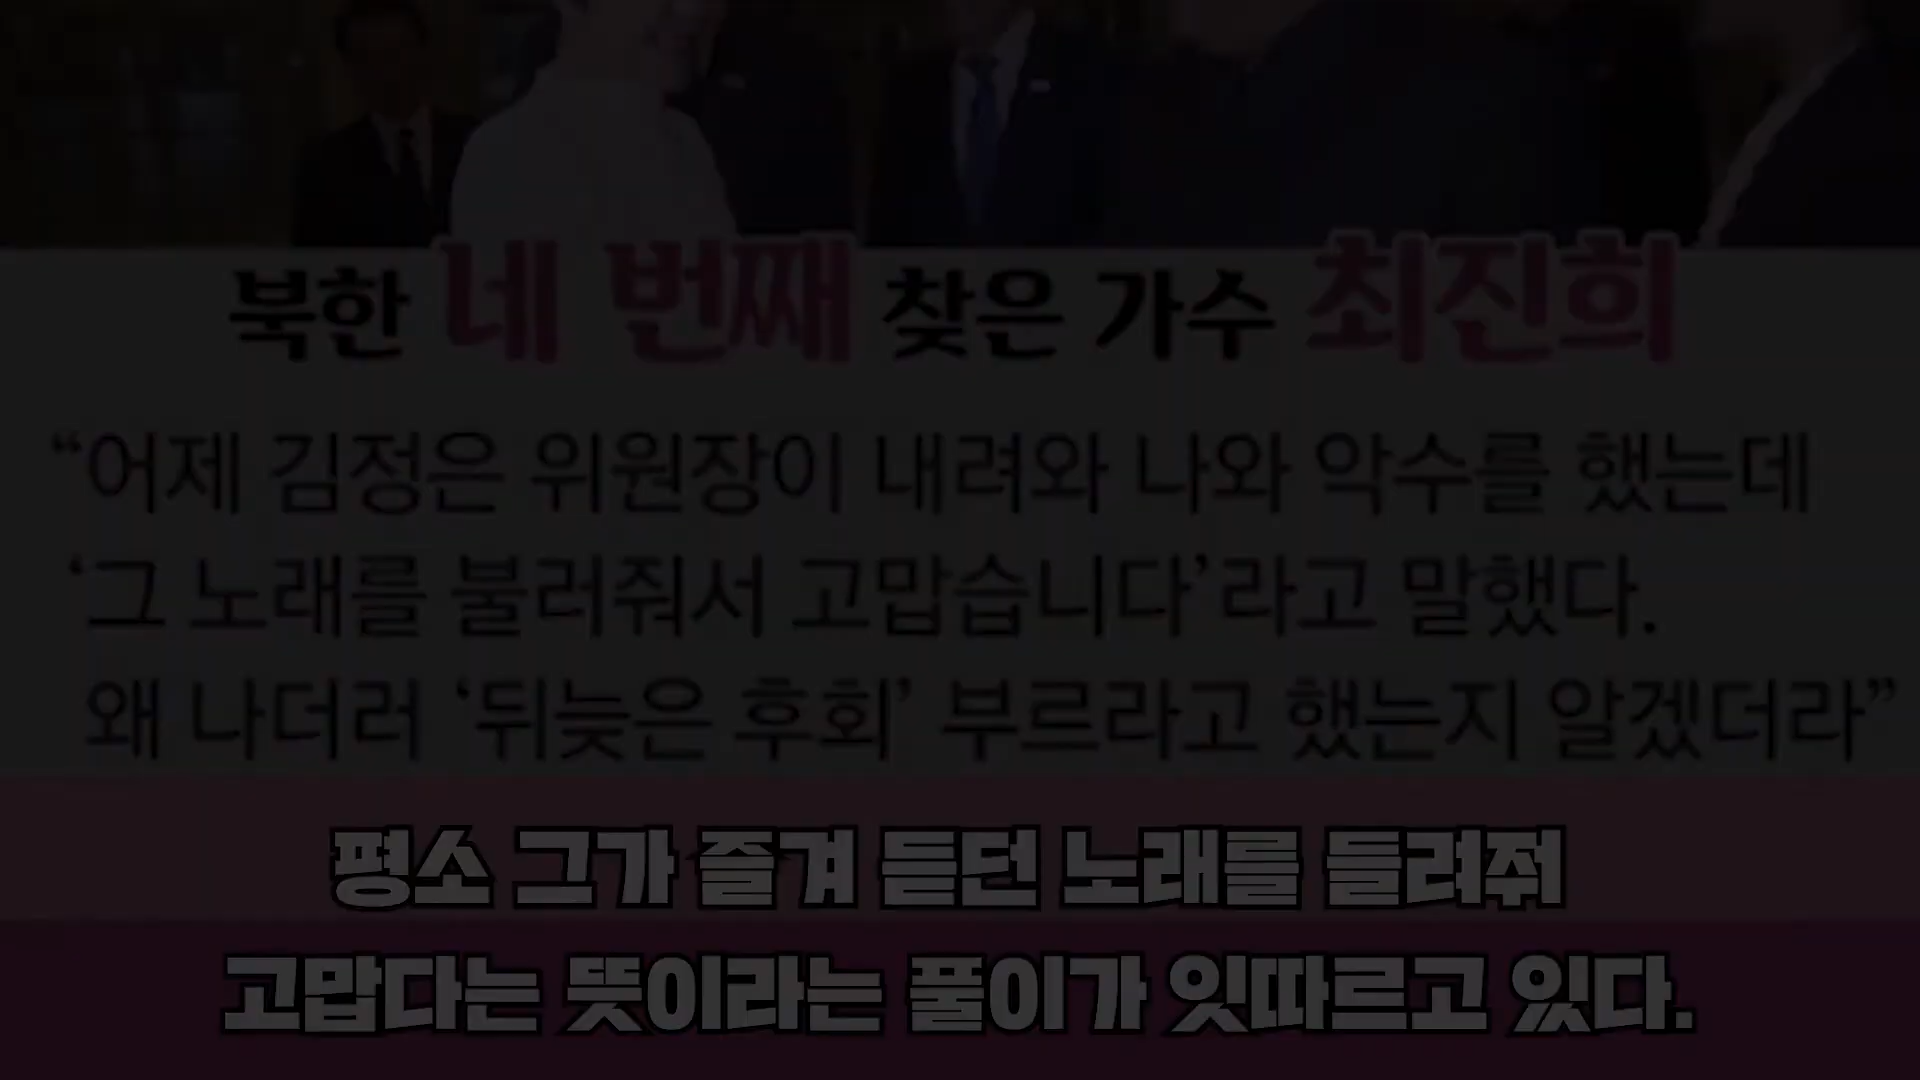 북한 네 번째 찾은 가수 최진희
“어제 김정은 위원장이 내려와 나와 악수를 했는데
‘그 노래를 불러줘서 고맙습니다’라고 말했다.
왜 나더러 ‘뒤늦은 후회’ 부르라고 했는지 알겠더라”
평소 그가 즐겨 듣던 노래를 들려줘
고맙다는 뜻이라는 풀이가 잇따르고 있다.